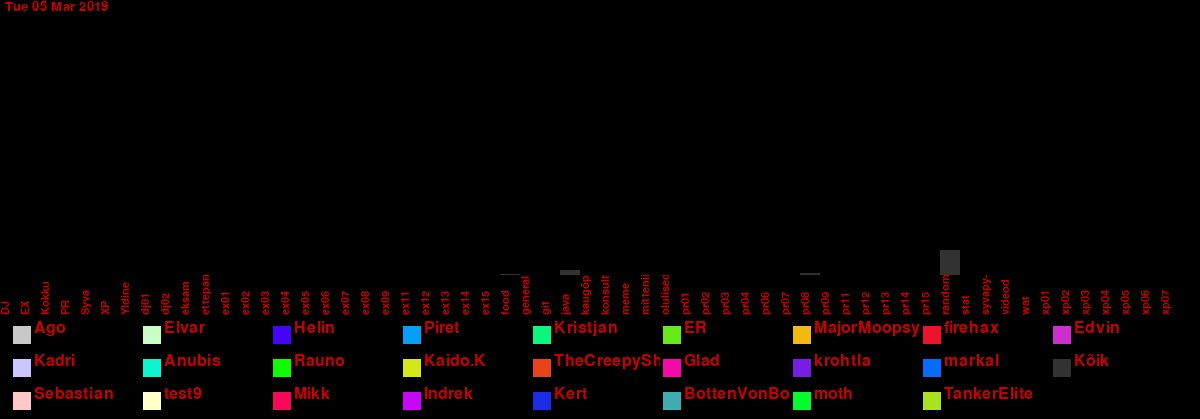 Tue 05 Mar 2019
DJ
EX
Kokku
PR
Syva
XP
Yldine
dj01
dj02
eksam
ettepan
ex01
ex02
ex03
ex04
ex05
ex06
ex07
ex08
ex09
ex11
ex12
ex13
ex14
ex15
food
general
git
java
kaugõp
konsult
meme
mittenii
olulised
pr01
pr02
pr03
pr04
pr06
pr07
pr08
pr09
pr11
pr12
pr13
pr14
pr15
random
stat
syvapy-
videod
wat
xp01
xp02
xp03
xp04
xp05
xp06
xp07
Ago Elvar Helin Piret Kristjan ER MajorMoopsy firehax Edvin
Kadri Anubis Rauno Kaido.K TheCreepySh Glad krohtla markal Kõik
Sebastian test9 Mikk Indrek Kert BottenVonBo moth TankerElite